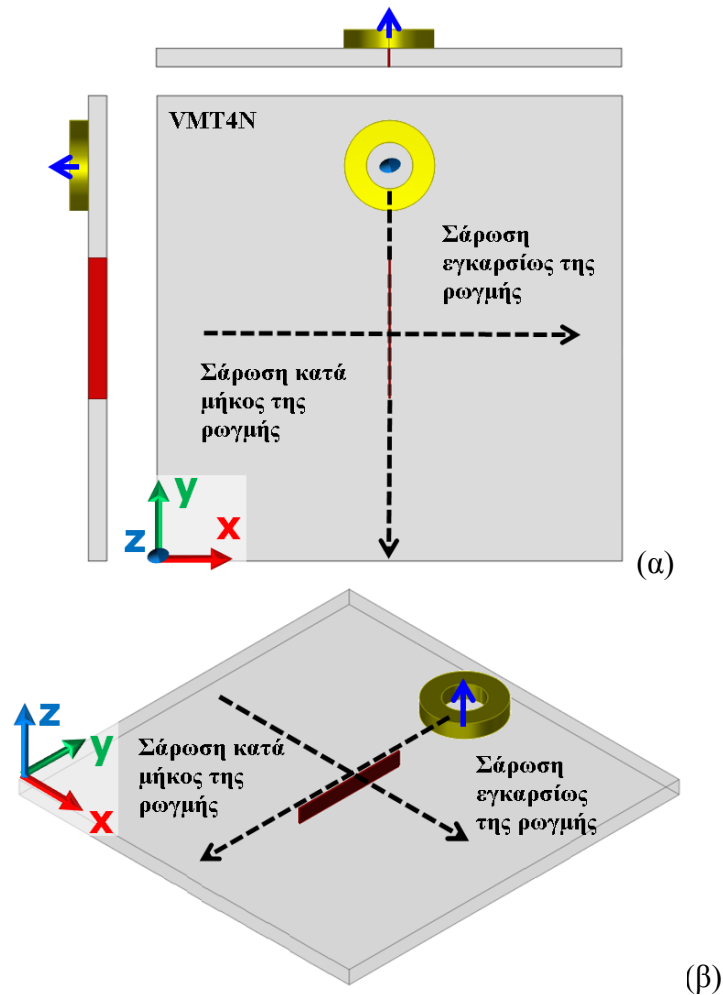 VMT4N
Σάρωση
εγκαρσίως της
ρωγμής
Σάρωση κατά
μήκος της
ρωγμής
y
z
x
(α)
z
y
x
Σάρωση κατά
μήκος της
ρωγμής
Σάρωση
εγκαρσίως
της ρωγμής
(β)